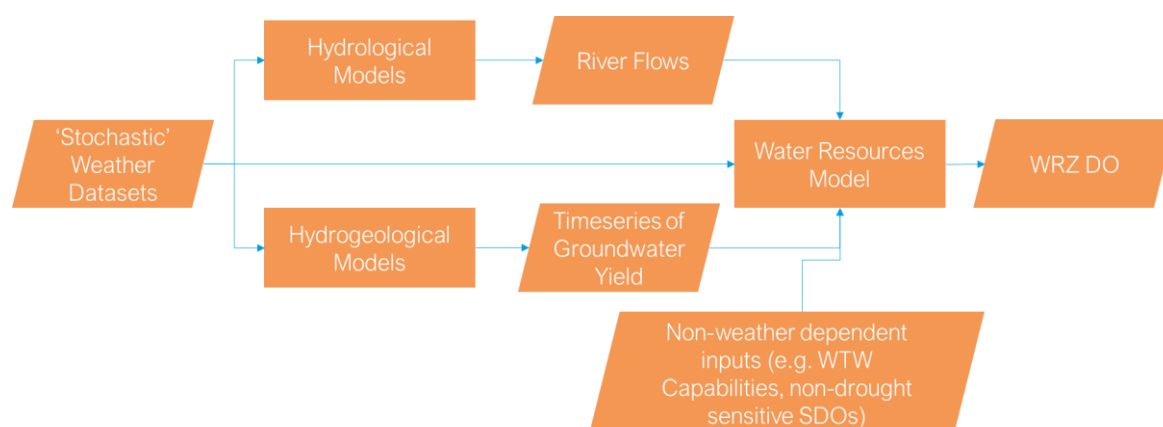 Hydrological
Models
River Flows
‘Stochastic’
Weather
Datasets
Water Resources
Model
WRZ DO
Hydrogeological
Models
Timeseries of
Groundwater
Yield
Non-weather dependent
inputs (e.g. WTW
Capabilities, non-drought
sensitive SDOs)